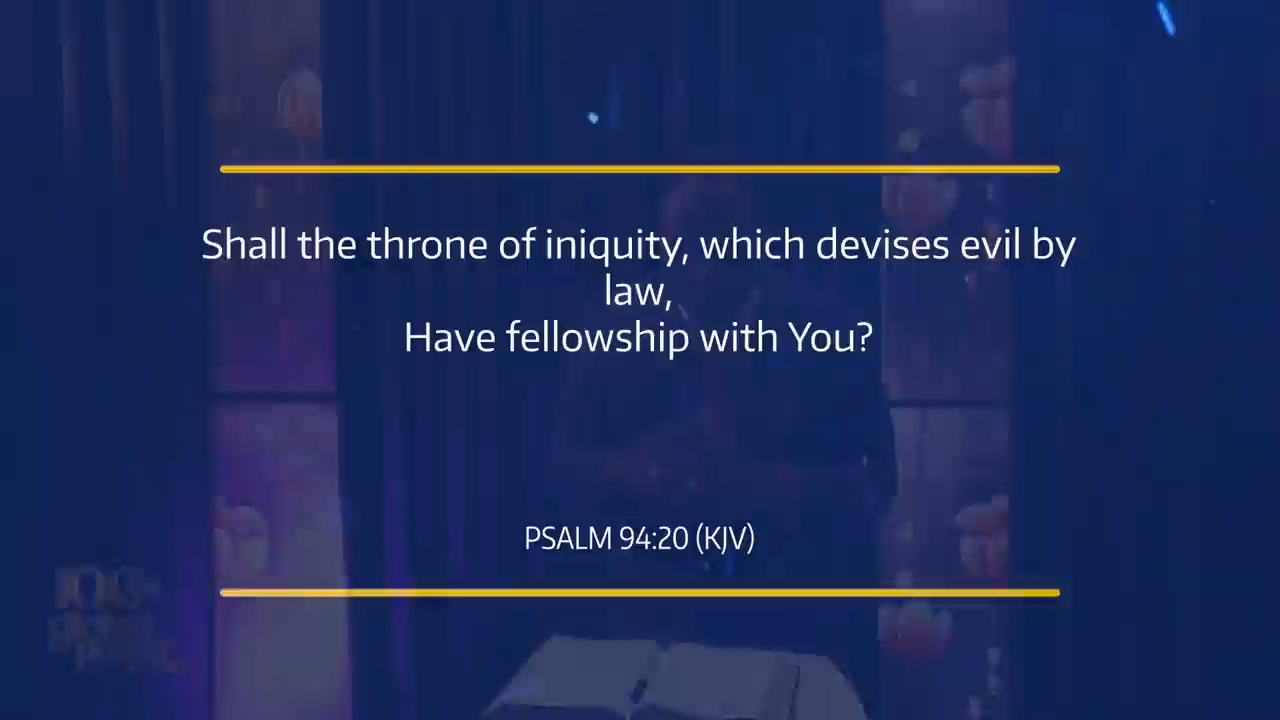 Shall the throne of iniquity, which devises evil by
law,
Have fellowship with You?
PSALM 94:20 (KJV)